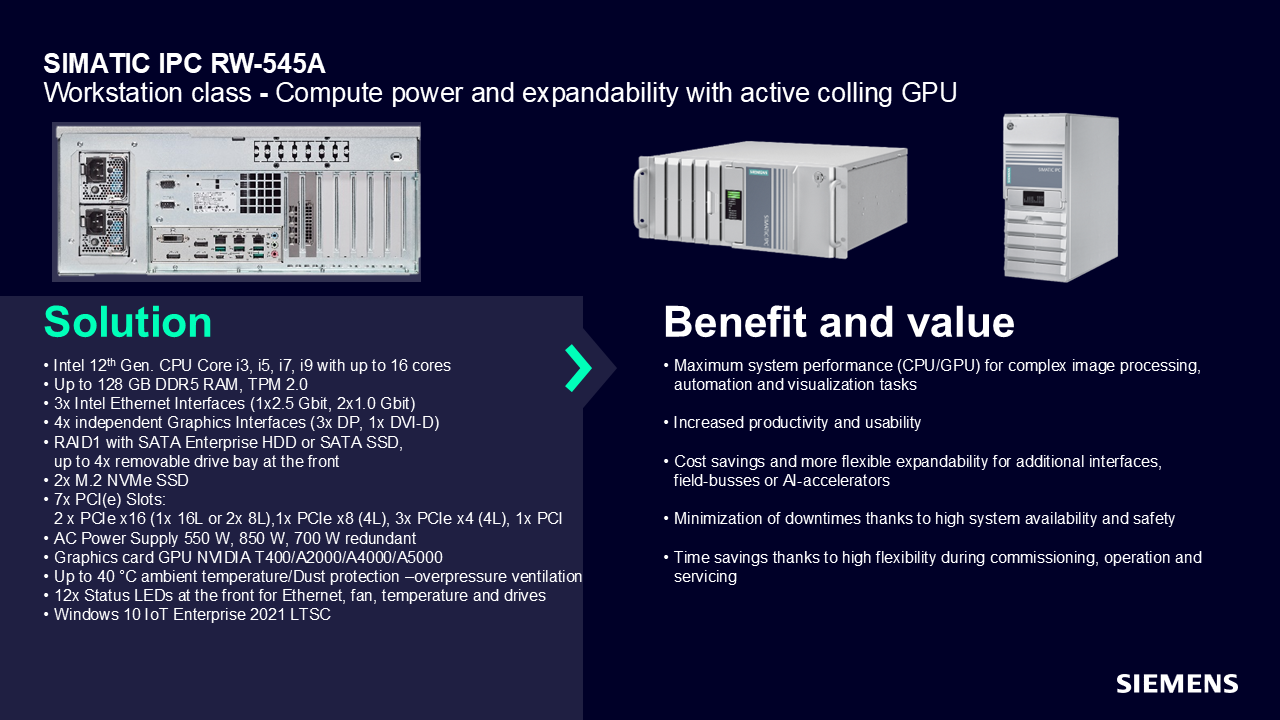 SIMATIC IPC RW-545A
Workstation class - Compute power and expandability with active colling GPU
SIEMENS
SIMATIC IPC
SIMATIC IPC
Solution
• Intel 12th Gen. CPU Core i3, i5, i7, i9 with up to 16 cores
• Up to 128 GB DDR5 RAM, TPM 2.0
• 3x Intel Ethernet Interfaces (1x2.5 Gbit, 2x1.0 Gbit)
• 4x independent Graphics Interfaces (3x DP, 1x DVI-D)
• RAID1 with SATA Enterprise HDD or SATA SSD,
up to 4x removable drive bay at the front
• 2x M.2 NVMe SSD
• 7x PCI(e) Slots:
2 x PCIe x16 (1x 16L or 2x 8L),1x PCIe x8 (4L), 3x PCIe x4 (4L), 1x PCI
• AC Power Supply 550 W, 850 W, 700 W redundant
• Graphics card GPU NVIDIA T400/A2000/A4000/A5000
• Up to 40 °C ambient temperature/Dust protection –overpressure ventilation
• 12x Status LEDs at the front for Ethernet, fan, temperature and drives
• Windows 10 IoT Enterprise 2021 LTSC
Benefit and value
• Maximum system performance (CPU/GPU) for complex image processing,
automation and visualization tasks
• Increased productivity and usability
• Cost savings and more flexible expandability for additional interfaces,
field-busses or AI-accelerators
• Minimization of downtimes thanks to high system availability and safety
• Time savings thanks to high flexibility during commissioning, operation and
servicing
SIEMENS